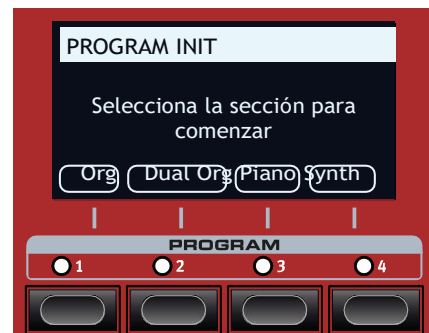 PROGRAM INIT
Selecciona la sección para
comenzar
Org Dual Org Piano Synth
PROGRAM
1 2 3 4